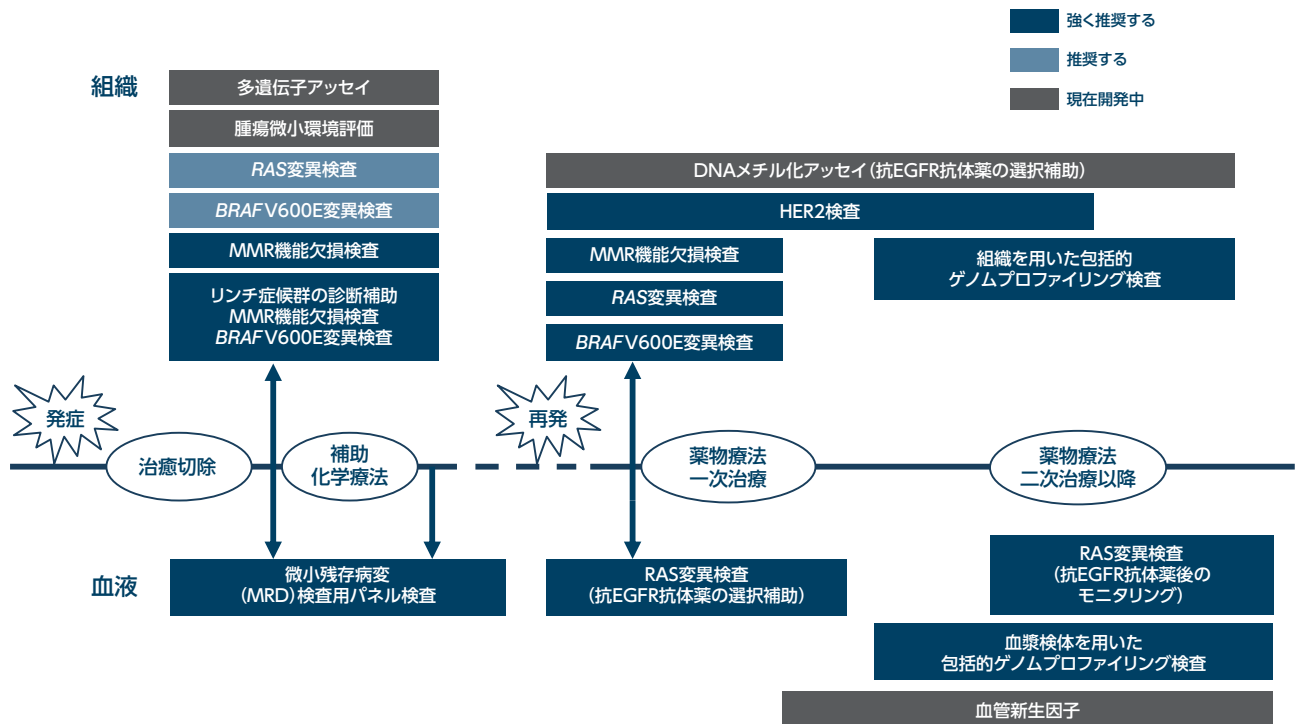 強く推奨する
推奨する
現在開発中
組織
多遺伝子アッセイ
腫瘍微小環境評価
RAS変異検査
BRAFV600E変異検査
MMR機能欠損検査
リンチ症候群の診断補助
MMR機能欠損検査
BRAFV600E変異検査
DNAメチル化アッセイ(抗EGFR抗体薬の選択補助)
HER2検査
MMR機能欠損検査
RAS変異検査
BRAFV600E変異検査
組織を用いた包括的
ゲノムプロファイリング検査
発症
治癒切除
補助
化学療法
再発
薬物療法
一次治療
薬物療法
二次治療以降
血液
微小残存病変
(MRD)検査用パネル検査
RAS変異検査
(抗EGFR抗体薬の選択補助)
RAS変異検査
(抗EGFR抗体薬後の
モニタリング)
血漿検体を用いた
包括的ゲノムプロファイリング検査
血管新生因子